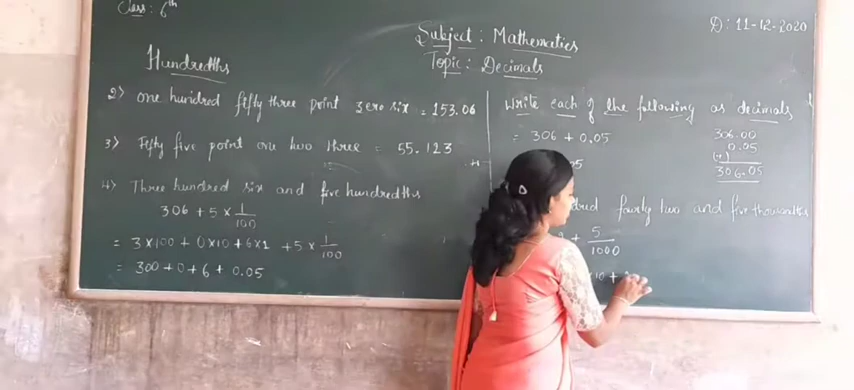 Class: 6th
Subject: Mathematics
D: 11-12-2020
Topic: Decimals
Hundredths
2) One hundred fifty three point zero six = 153.06
3) Fifty five point one two three = 55.123
4) Three hundred six and five hundredths
306 + 5 × 1/100
= 3×100 + 0×10 + 6×1 + 5 × 1/100
= 300 + 0 + 6 + 0.05
Write each of the following as decimals
= 306 + 0.05
306.00
0.05
(+)
306.05
two and five thousandths
+ 5/1000